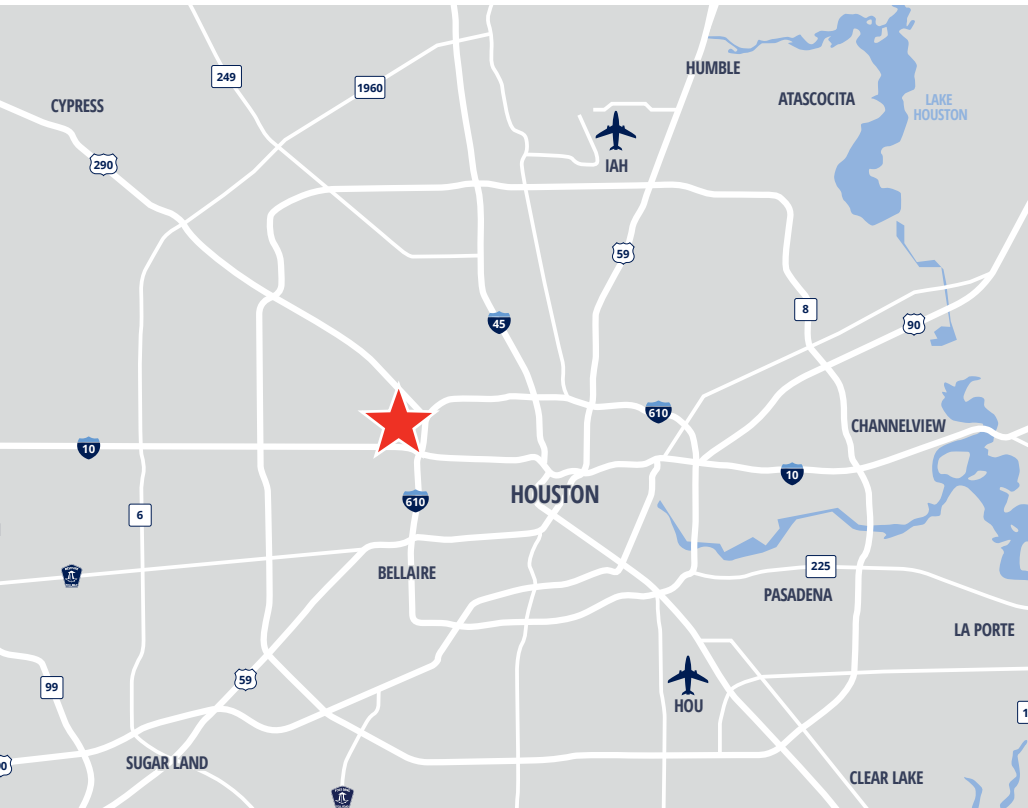 HUMBLE
249
1960
ATASCOCITA
LAKE
HOUSTON
CYPRESS
290
IAH
59
8
45
90
610
CHANNELVIEW
10
10
610
HOUSTON
6
225
BELLAIRE
PASADENA
LA PORTE
59
99
HOU
SUGAR LAND
CLEAR LAKE